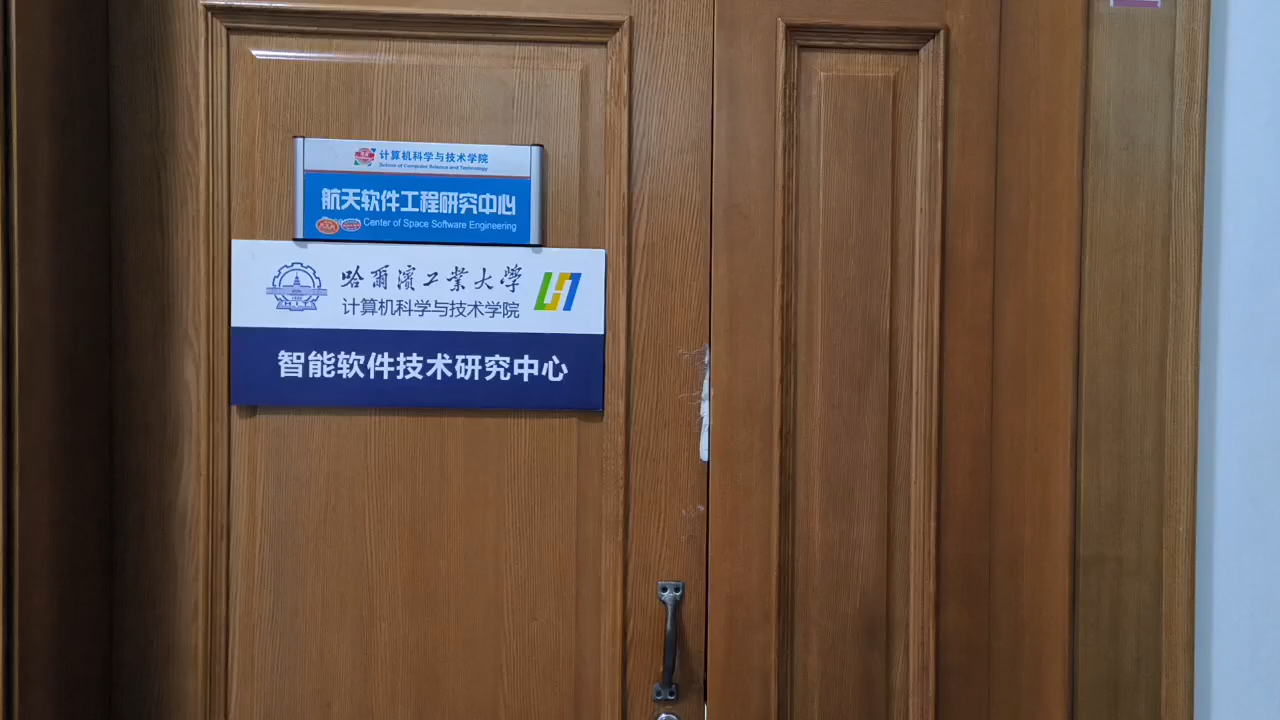 计算机科学与技术学院
School of Computer Science and Technology
航天软件工程研究中心
Center of Space Software Engineering
哈爾濱工業大學
计算机科学与技术学院
HIT
智能软件技术研究中心